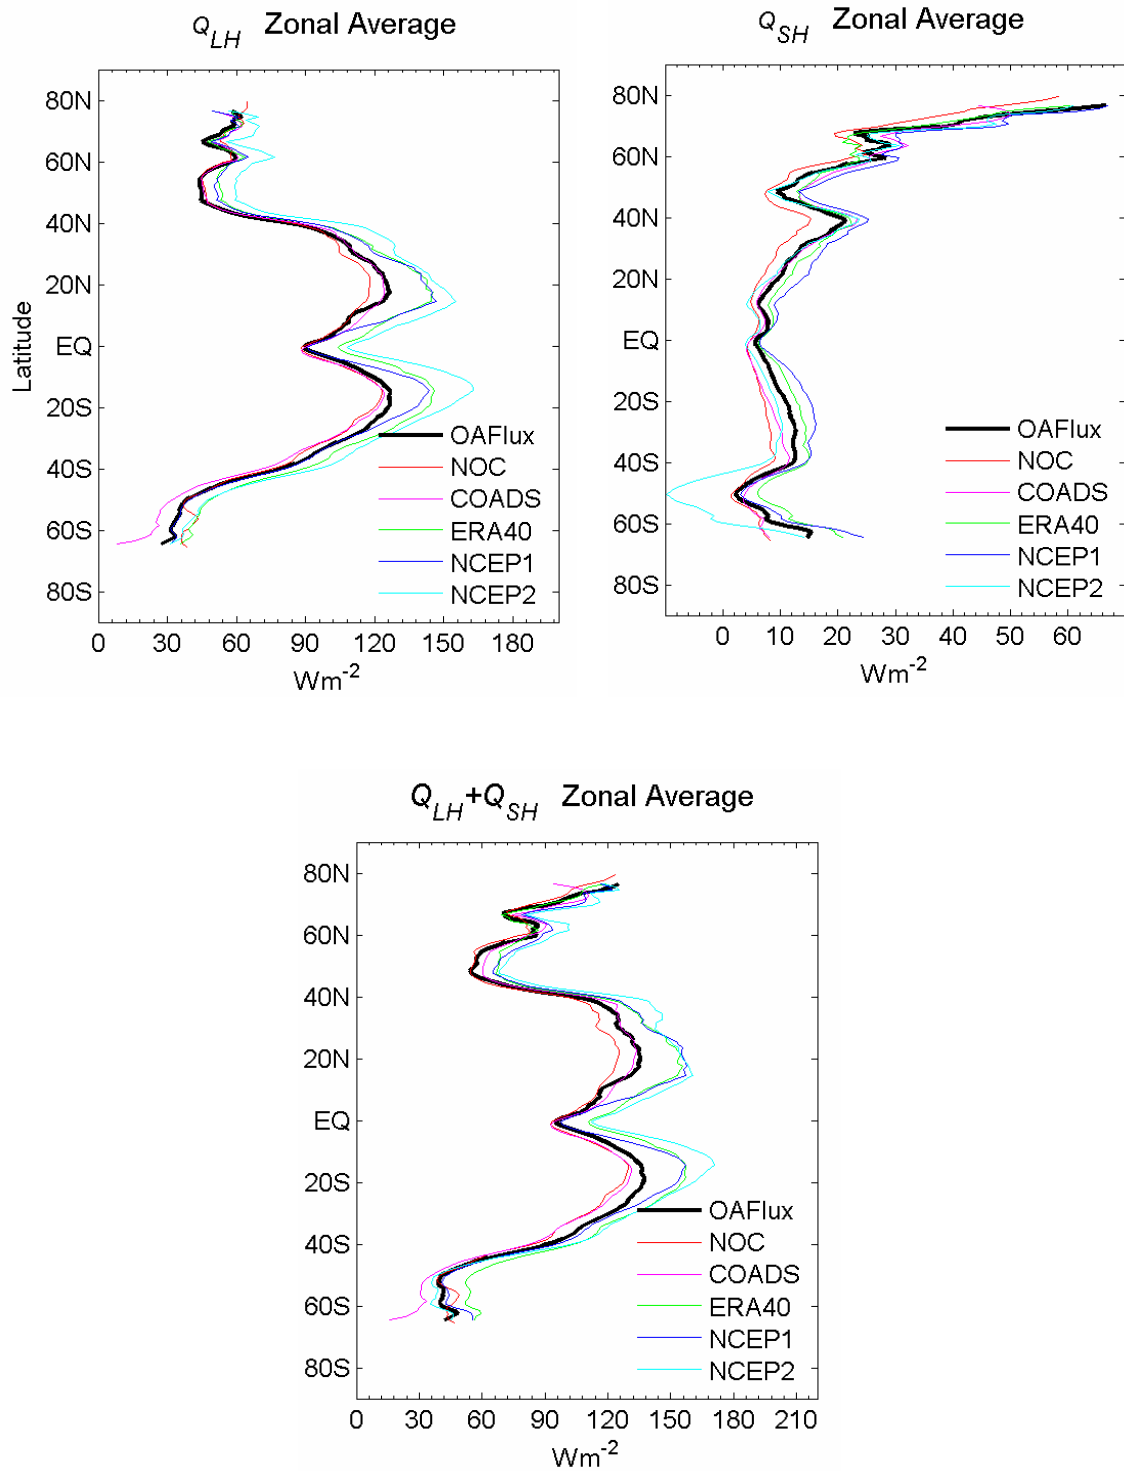 Q_LH Zonal Average
80N
60N
40N
20N
EQ
20S
40S
60S
80S
Latitude
OAFlux
NOC
COADS
ERA40
NCEP1
NCEP2
0 30 60 90 120 150 180
Wm-2
Q_SH Zonal Average
80N
60N
40N
20N
EQ
20S
40S
60S
80S
OAFlux
NOC
COADS
ERA40
NCEP1
NCEP2
0 10 20 30 40 50 60
Wm-2
Q_LH+Q_SH Zonal Average
80N
60N
40N
20N
EQ
20S
40S
60S
80S
OAFlux
NOC
COADS
ERA40
NCEP1
NCEP2
0 30 60 90 120 150 180 210
Wm-2